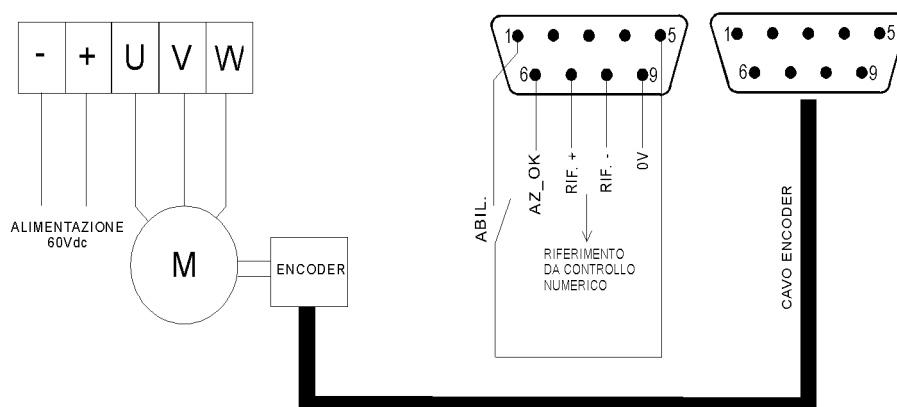 - + U V W
ALIMENTAZIONE
60Vdc
M
ENCODER
1 5
6 9
ABIL.
AZ_OK
RIF. +
RIF. -
0V
RIFERIMENTO
DA CONTROLLO
NUMERICO
1 5
6 9
CAVO ENCODER